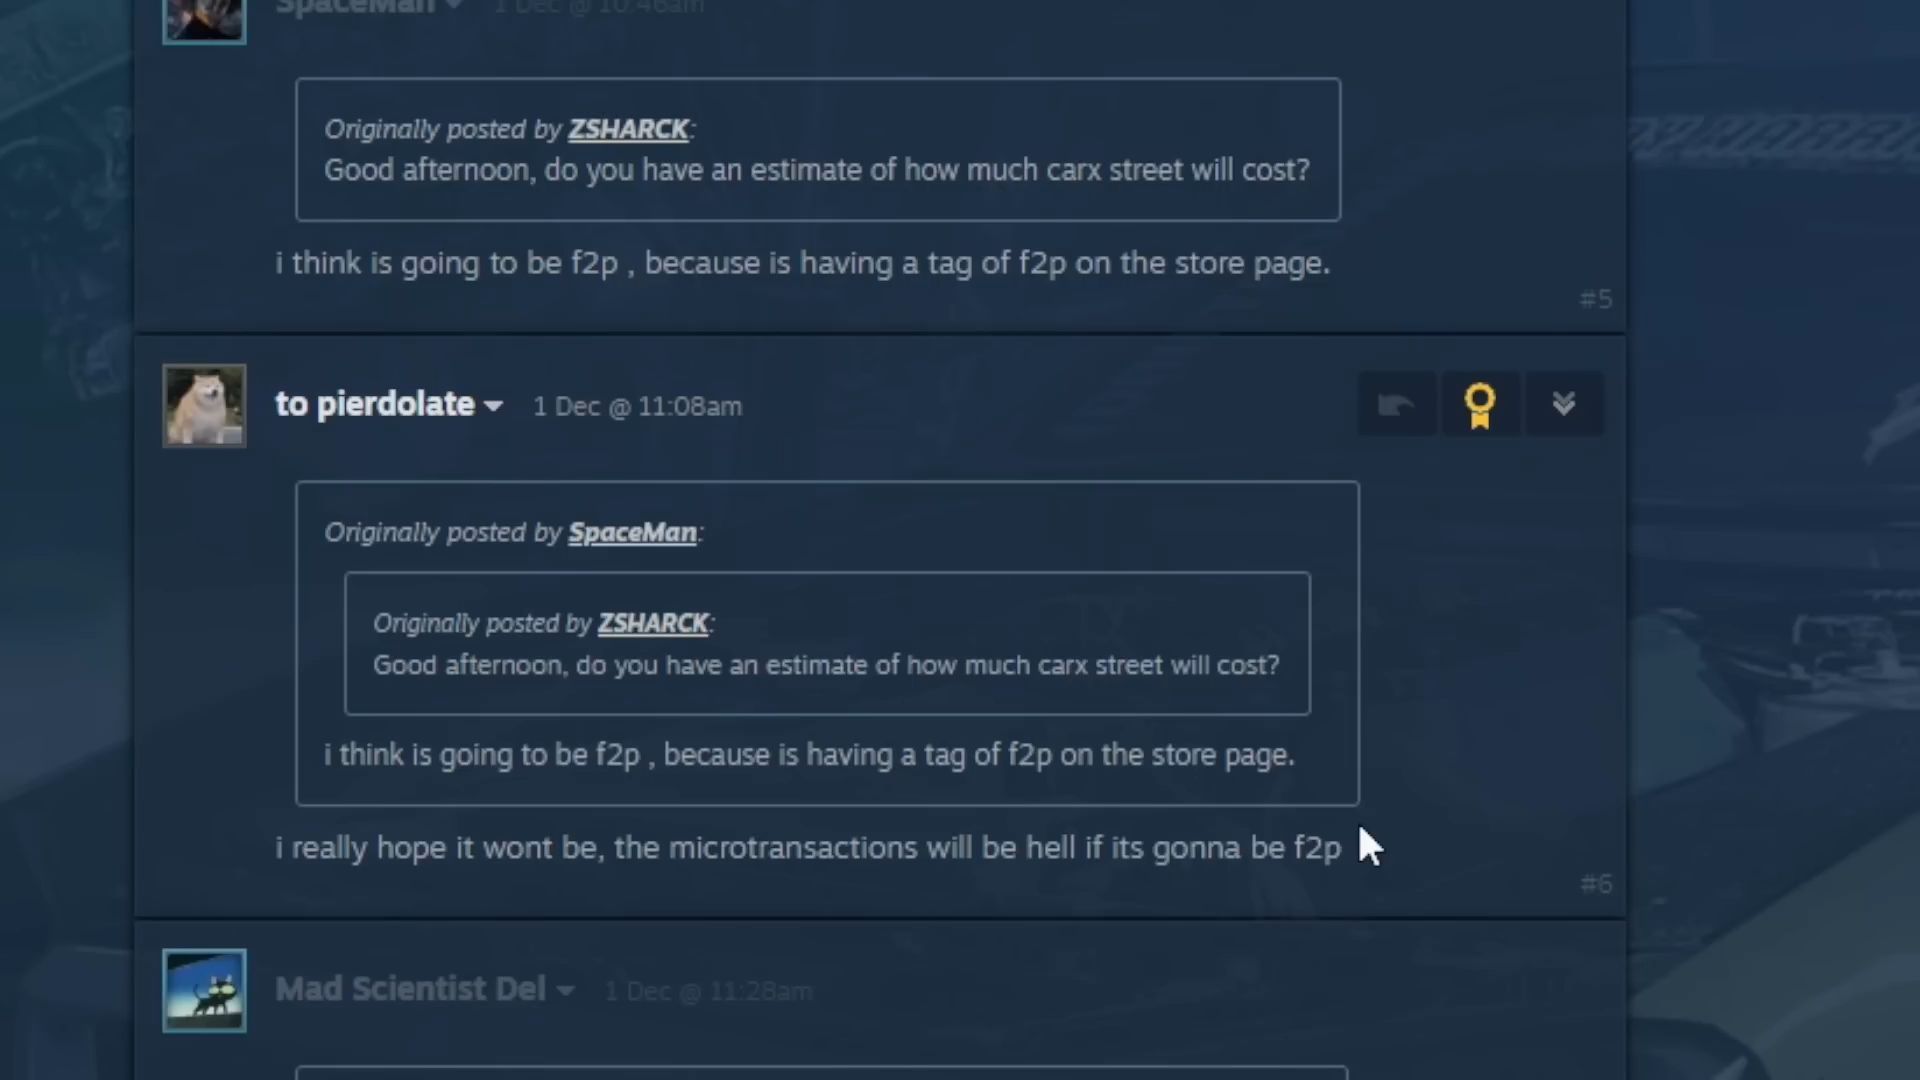 SpaceMan 1 Dec @ 10:46am
Originally posted by ZSHARCK:
Good afternoon, do you have an estimate of how much carx street will cost?
i think is going to be f2p , because is having a tag of f2p on the store page.
#5
to pierdolate 1 Dec @ 11:08am
Originally posted by SpaceMan:
Originally posted by ZSHARCK:
Good afternoon, do you have an estimate of how much carx street will cost?
i think is going to be f2p , because is having a tag of f2p on the store page.
i really hope it wont be, the microtransactions will be hell if its gonna be f2p
#6
Mad Scientist Del 1 Dec @ 11:28am